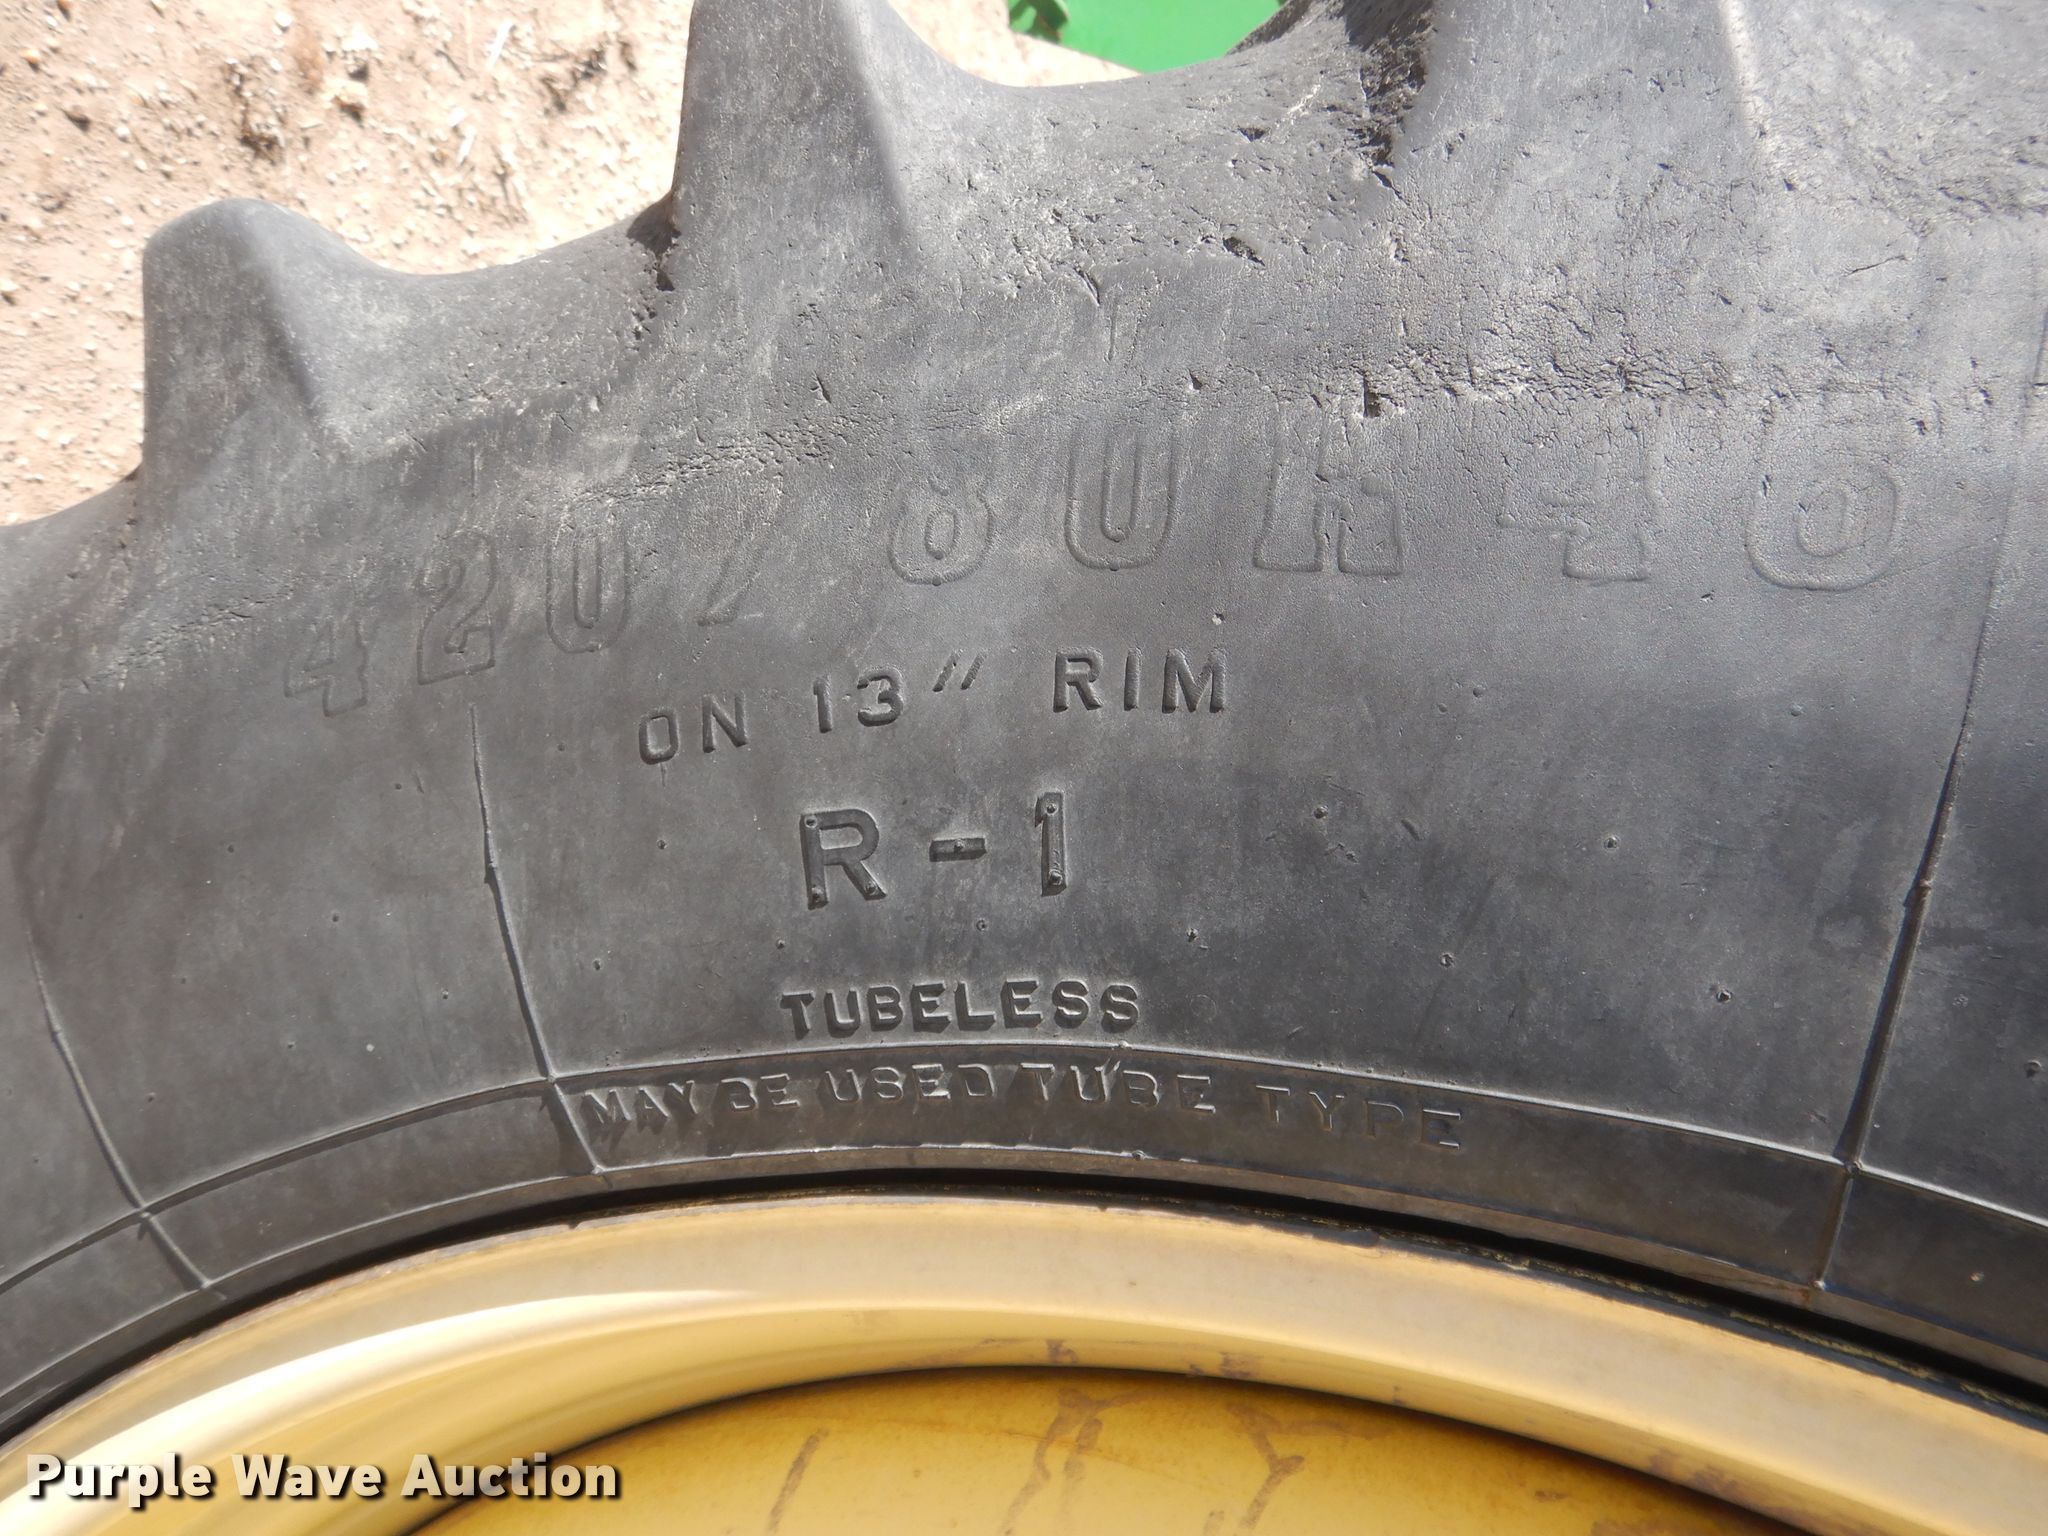 420/80R46
ON 13" RIM
R-1
TUBELESS
MAY BE USED TUBE TYPE
Purple Wave Auction